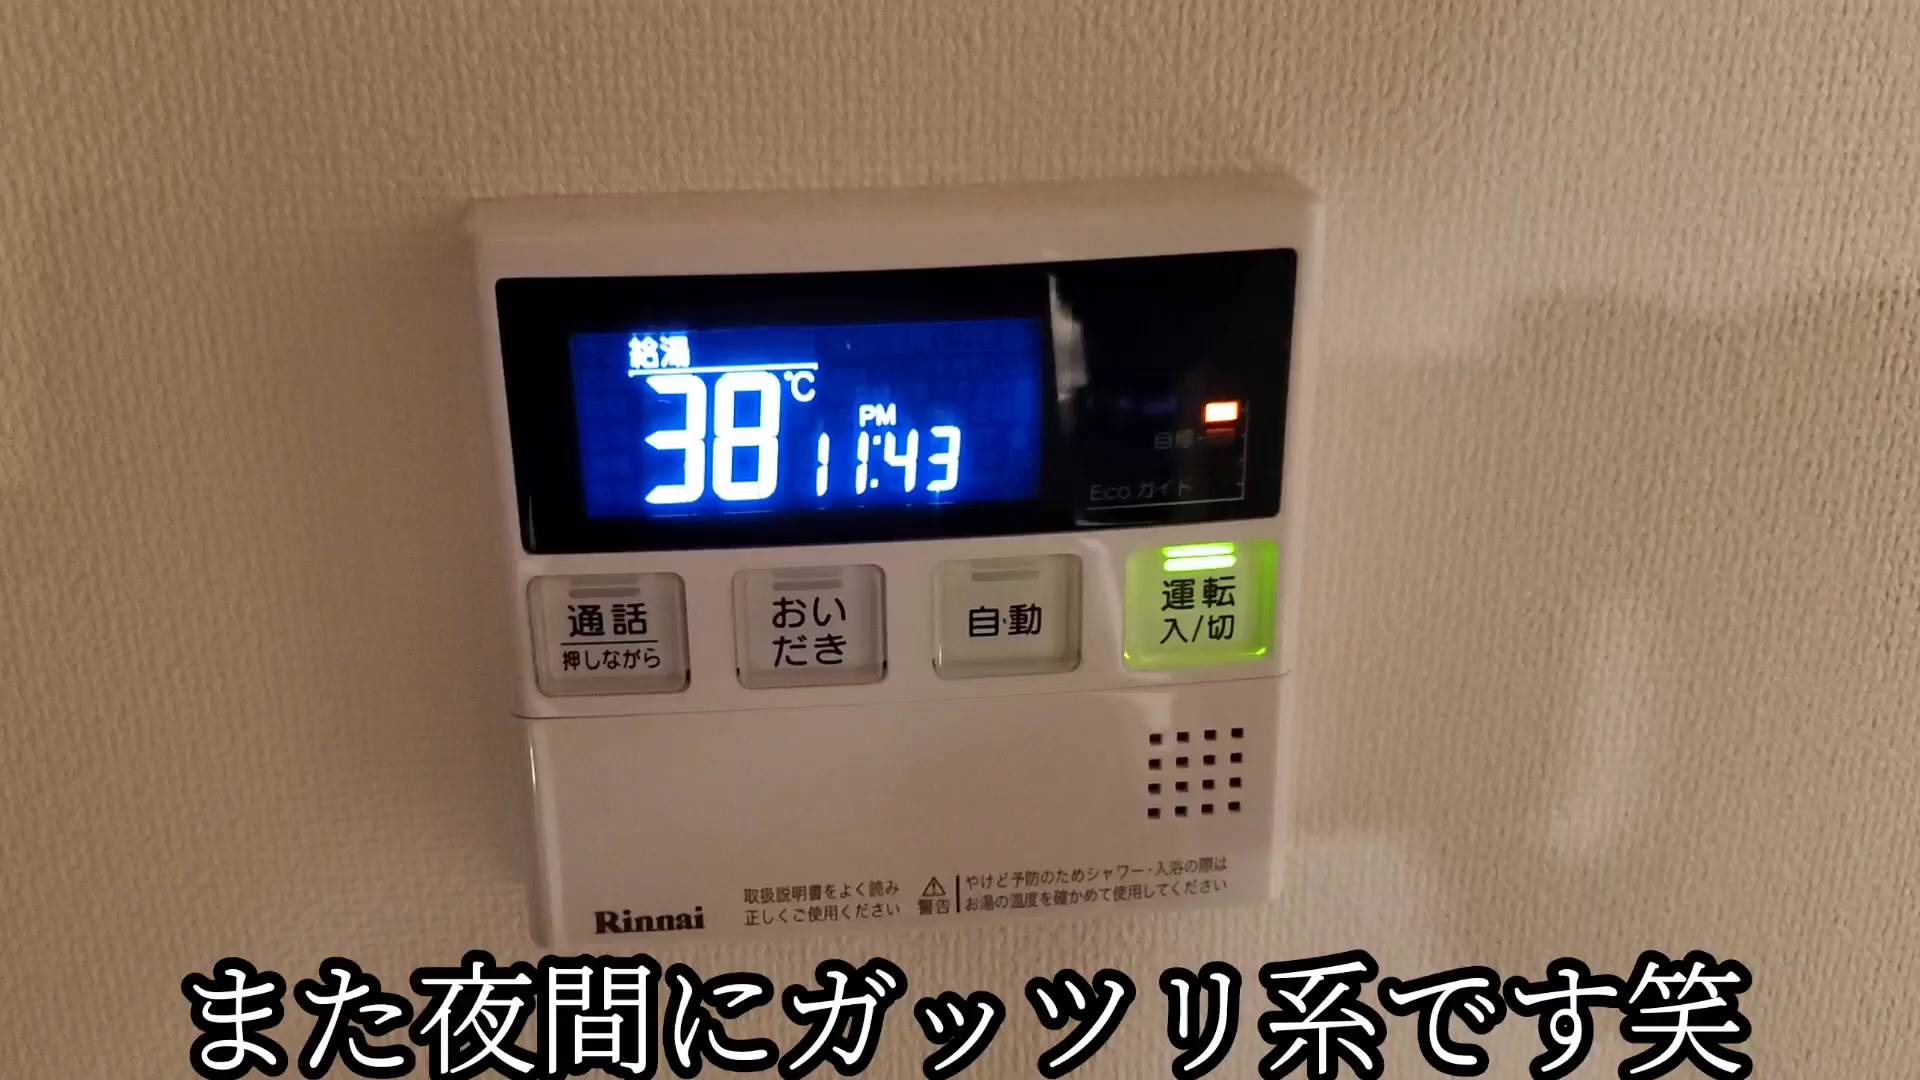 給湯
38℃
PM
11:43
目標
Eco ガイド
通話
押しながら
おい
だき
自動
運転
入/切
Rinnai
取扱説明書をよく読み
正しくご使用ください
警告
やけど予防のためシャワー・入浴の際は
お湯の温度を確かめて使用してください
また夜間にガッツリ系です笑